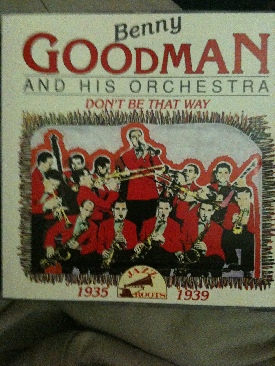 Benny
GOODMAN
AND HIS ORCHESTRA
DON'T BE THAT WAY
JAZZ
ROOTS
1935 1939